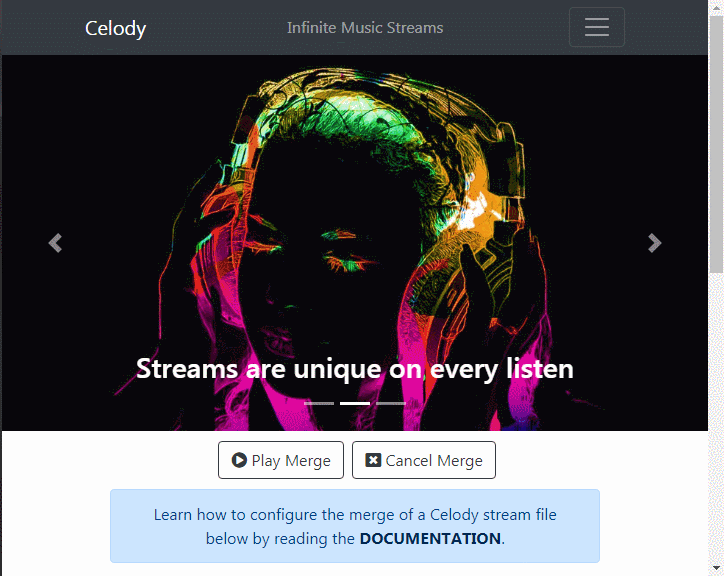 Celody
Infinite Music Streams
Streams are unique on every listen
Play Merge
Cancel Merge
Learn how to configure the merge of a Celody stream file
below by reading the DOCUMENTATION.